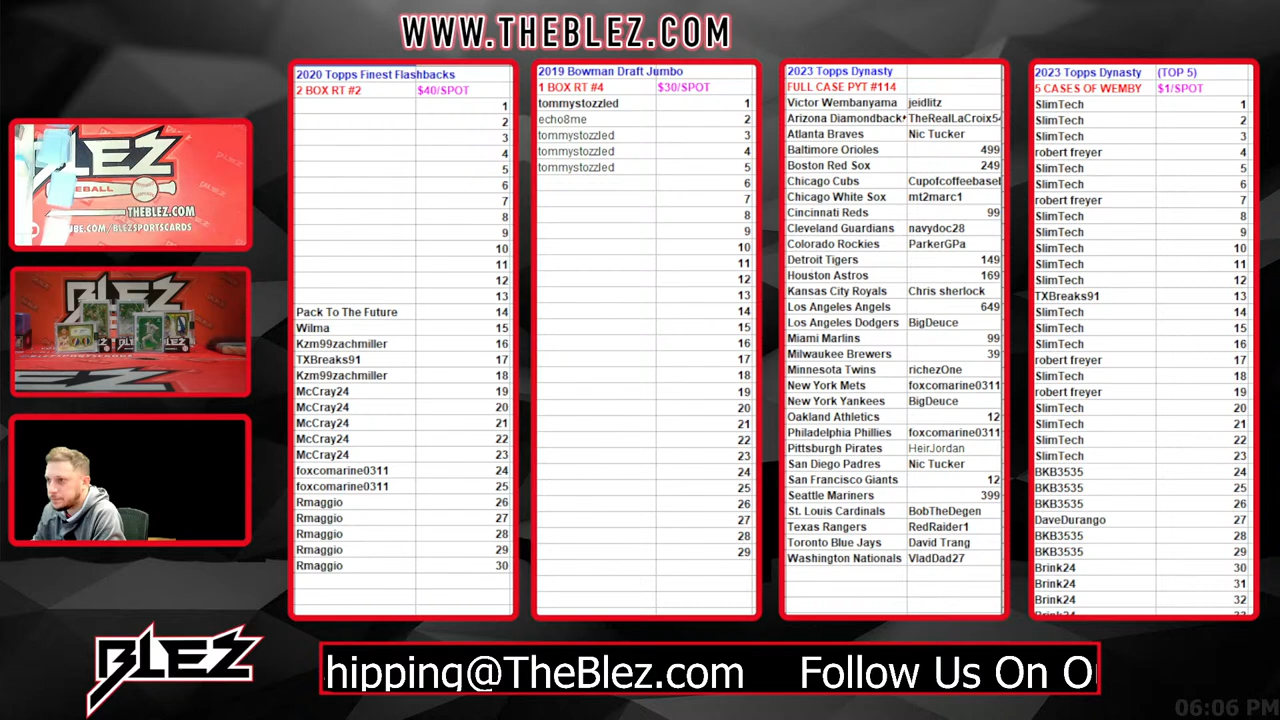 WWW.THEBLEZ.COM
2020 Topps Finest Flashbacks
2 BOX RT #2 $40/SPOT
1
2
3
4
5
6
7
8
9
10
11
12
13
Pack To The Future 14
Wilma 15
Kzm99zachmiller 16
TXBreaks91 17
Kzm99zachmiller 18
McCray24 19
McCray24 20
McCray24 21
McCray24 22
McCray24 23
foxcomarine0311 24
foxcomarine0311 25
Rmaggio 26
Rmaggio 27
Rmaggio 28
Rmaggio 29
Rmaggio 30
2019 Bowman Draft Jumbo
1 BOX RT #4 $30/SPOT
tommystozzled 1
echo8me 2
tommystozzled 3
tommystozzled 4
tommystozzled 5
6
7
8
9
10
11
12
13
14
15
16
17
18
19
20
21
22
23
24
25
26
27
28
29
2023 Topps Dynasty
FULL CASE PYT #114
Victor Wembanyama jeidlitz
Arizona Diamondback TheRealLaCroix54
Atlanta Braves Nic Tucker
Baltimore Orioles 499
Boston Red Sox 249
Chicago Cubs Cupofcoffeebasel
Chicago White Sox mt2marc1
Cincinnati Reds 99
Cleveland Guardians navydoc28
Colorado Rockies ParkerGPa
Detroit Tigers 149
Houston Astros 169
Kansas City Royals Chris sherlock
Los Angeles Angels 649
Los Angeles Dodgers BigDeuce
Miami Marlins 99
Milwaukee Brewers 39
Minnesota Twins richezOne
New York Mets foxcomarine0311
New York Yankees BigDeuce
Oakland Athletics 12
Philadelphia Phillies foxcomarine0311
Pittsburgh Pirates HeirJordan
San Diego Padres Nic Tucker
San Francisco Giants 12
Seattle Mariners 399
St. Louis Cardinals BobTheDegen
Texas Rangers RedRaider1
Toronto Blue Jays David Trang
Washington Nationals VladDad27
2023 Topps Dynasty (TOP 5)
5 CASES OF WEMBY $1/SPOT
SlimTech 1
SlimTech 2
SlimTech 3
robert freyer 4
SlimTech 5
SlimTech 6
robert freyer 7
SlimTech 8
SlimTech 9
SlimTech 10
SlimTech 11
SlimTech 12
TXBreaks91 13
SlimTech 14
SlimTech 15
SlimTech 16
robert freyer 17
SlimTech 18
robert freyer 19
SlimTech 20
SlimTech 21
SlimTech 22
SlimTech 23
BKB3535 24
BKB3535 25
BKB3535 26
DaveDurango 27
BKB3535 28
BKB3535 29
Brink24 30
Brink24 31
Brink24 32
Brink24 33
BLEZ
THEBLEZ.COM
UBE.COM/BLEZSPORTSCARDS
BLEZ
hipping@TheBlez.com Follow Us On O
06:06 PM